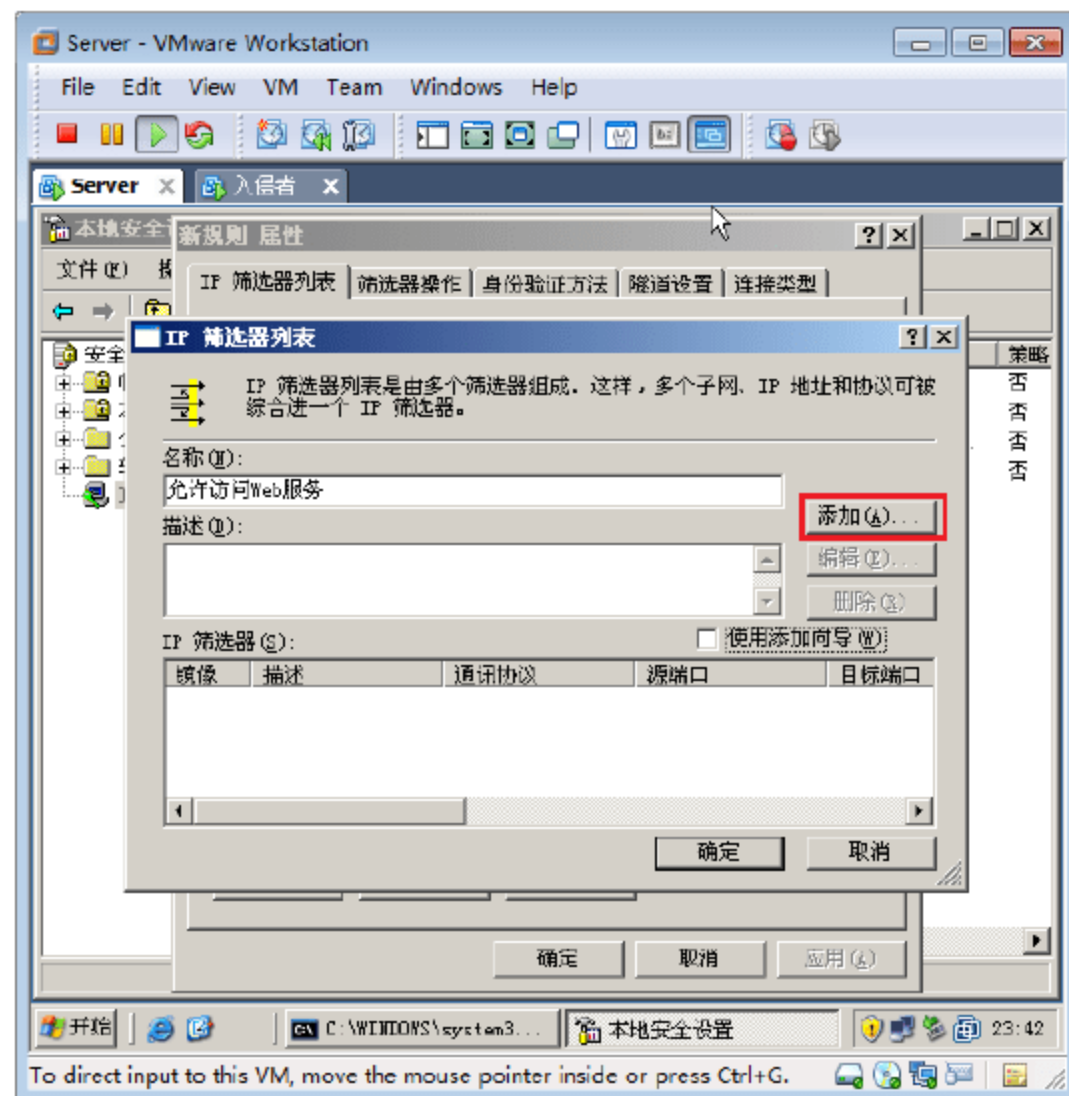 Server - VMware Workstation
File Edit View VM Team Windows Help
Server 入侵者
本地安全
新规则 属性
文件(F)
IP 筛选器列表 筛选器操作 身份验证方法 隧道设置 连接类型
IP 筛选器列表
安全
策略
IP 筛选器列表是由多个筛选器组成。这样，多个子网、IP 地址和协议可被
综合进一个 IP 筛选器。
否
否
否
否
名称(N):
允许访问Web服务
添加(A)...
描述(D):
编辑(E)...
删除(R)
IP 筛选器(S):
使用添加向导(W)
镜像 描述 通讯协议 源端口 目标端口
确定 取消
确定 取消 应用(A)
开始 C:\WINDOWS\system3... 本地安全设置 23:42
To direct input to this VM, move the mouse pointer inside or press Ctrl+G.